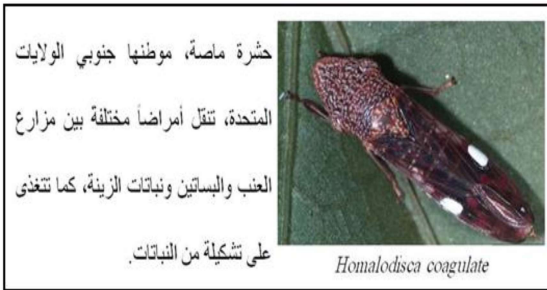 حشرة ماصة، موطنها جنوبي الولايات
المتحدة، تنقل أمراضاً مختلفة بين مزارع
العنب والبساتين ونباتات الزينة، كما تتغذى
على تشكيلة من النباتات.
Homalodisca coagulate